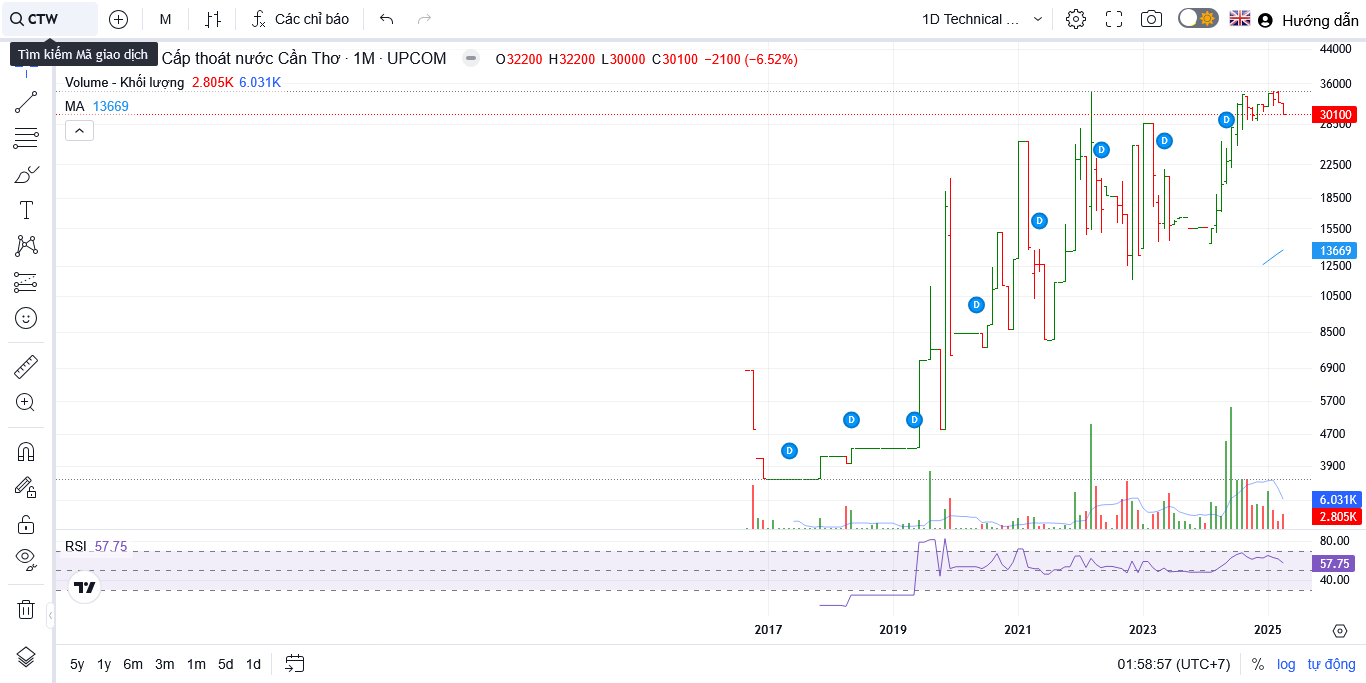 CTW
M
Các chỉ báo
1D Technical ...
Hướng dẫn
Tìm kiếm Mã giao dịch
Cấp thoát nước Cần Thơ · 1M · UPCOM
O32200 H32200 L30000 C30100 −2100 (−6.52%)
Volume - Khối lượng 2.805K 6.031K
MA 13669
44000
36000
30100
28500
22500
18500
15500
13669
12500
10500
8500
6900
5700
4700
3900
6.031K
2.805K
D
D
D
D
D
D
D
D
RSI 57.75
80.00
57.75
40.00
2017
2019
2021
2023
2025
5y 1y 6m 3m 1m 5d 1d
01:58:57 (UTC+7)
% log tự động